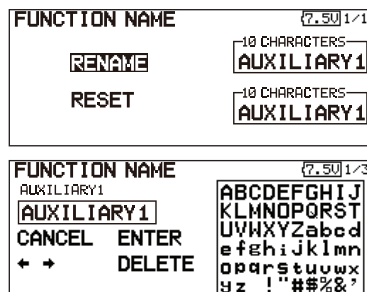 FUNCTION NAME 7.5V 1/1
10 CHARACTERS
RENAME AUXILIARY1
10 CHARACTERS
RESET AUXILIARY1
FUNCTION NAME 7.5V 1/3
AUXILIARY1
AUXILIARY1
CANCEL ENTER
← → DELETE
ABCDEFGHIJ
KLMNOPQRST
UVWXYZabcd
efghijklmn
opqrstuvwx
yz !"##%&'